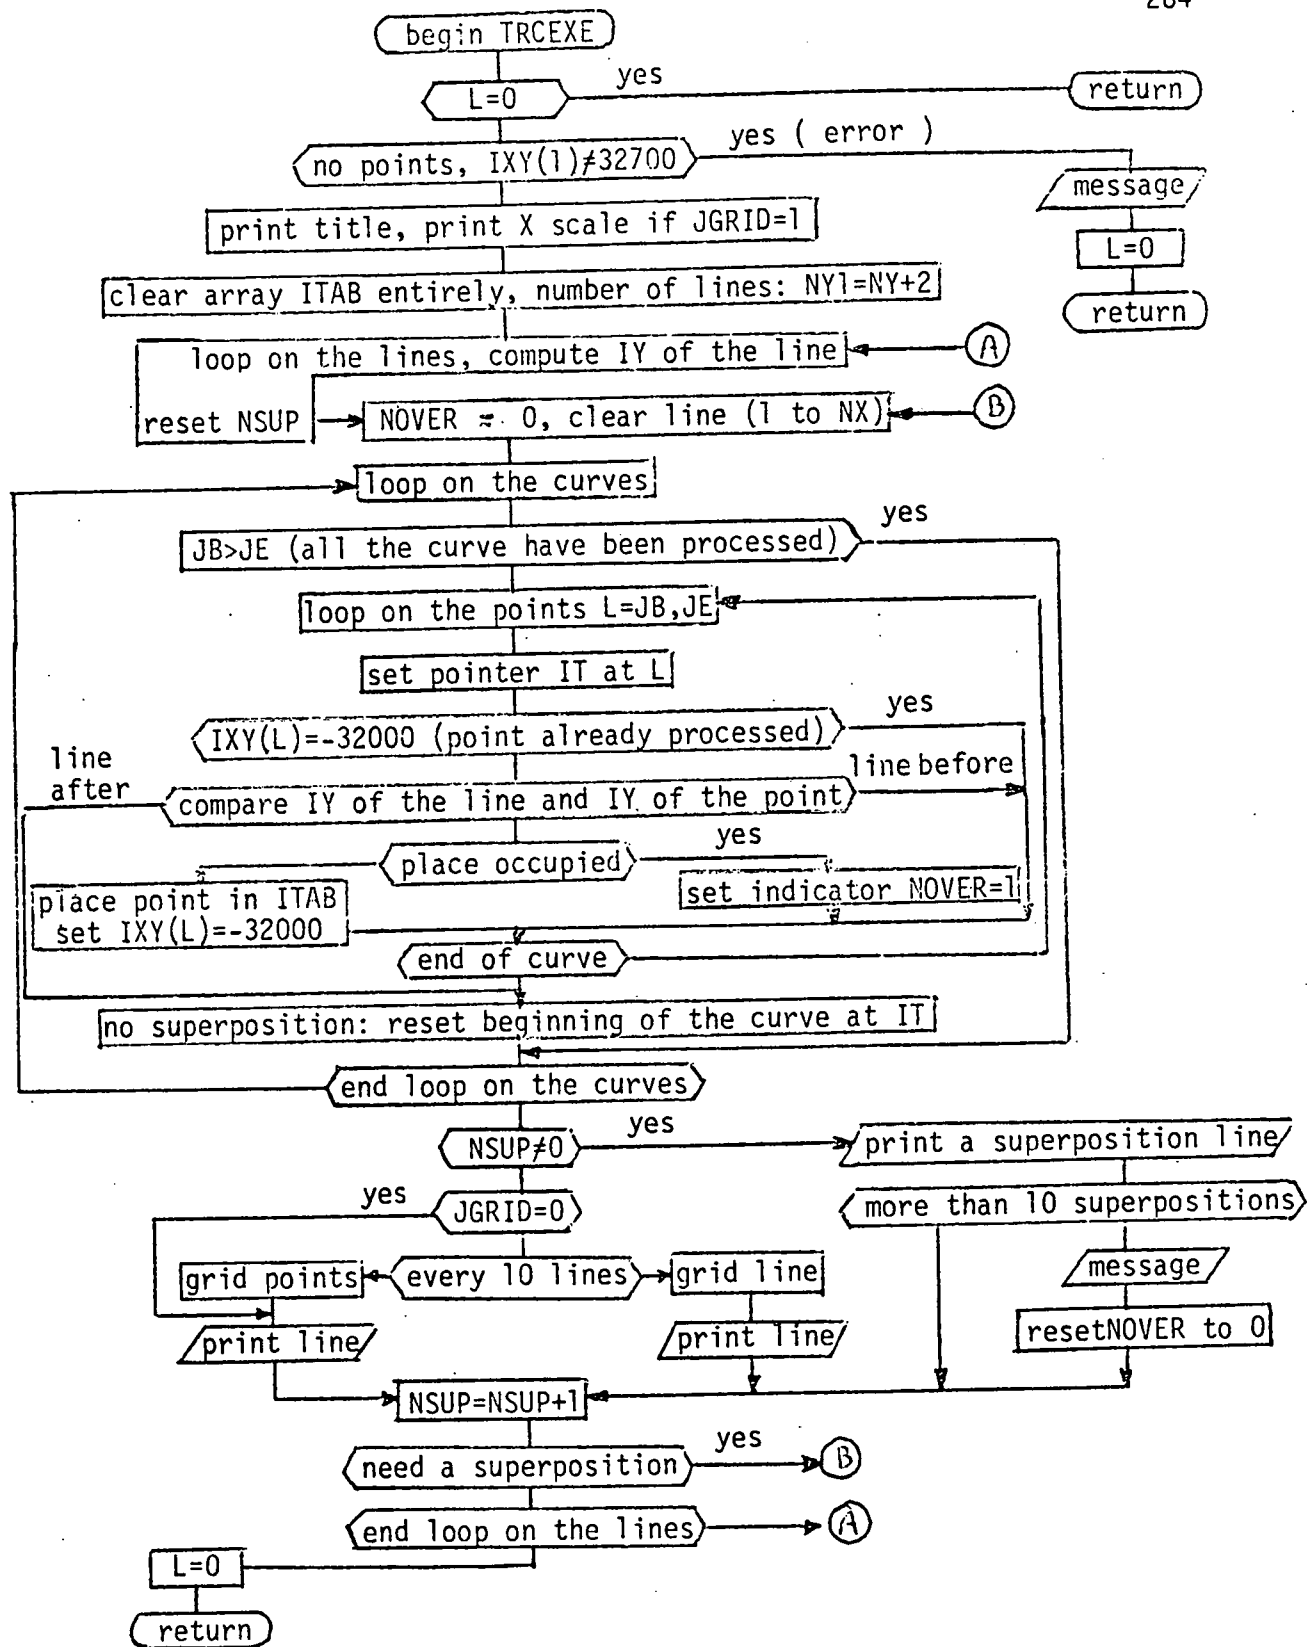 284
begin TRCEXE
yes
L=0
return
yes ( error )
no points, IXY(1)≠32700
message
print title, print X scale if JGRID=1
L=0
clear array ITAB entirely, number of lines: NY1=NY+2
return
loop on the lines, compute IY of the line
A
reset NSUP
NOVER = 0, clear line (1 to NX)
B
loop on the curves
yes
JB>JE (all the curve have been processed)
loop on the points L=JB,JE
set pointer IT at L
yes
IXY(L)=-32000 (point already processed)
line
after
line before
compare IY of the line and IY of the point
yes
place occupied
place point in ITAB
set IXY(L)=-32000
set indicator NOVER=1
end of curve
no superposition: reset beginning of the curve at IT
end loop on the curves
yes
NSUP≠0
print a superposition line
yes
JGRID=0
more than 10 superpositions
grid points
every 10 lines
grid line
message
print line
print line
resetNOVER to 0
NSUP=NSUP+1
yes
need a superposition
B
end loop on the lines
A
L=0
return